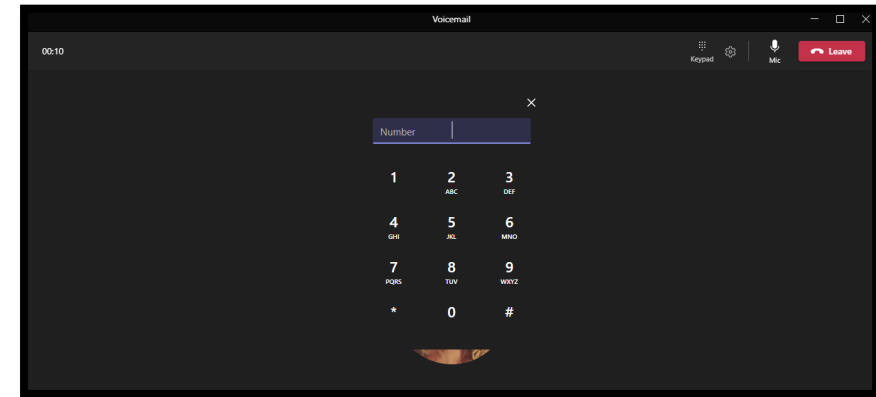 Voicemail
00:10
Keypad
Mic
Leave
Number
1 2 3
ABC DEF
4 5 6
GHI JKL MNO
7 8 9
PQRS TUV WXYZ
* 0 #